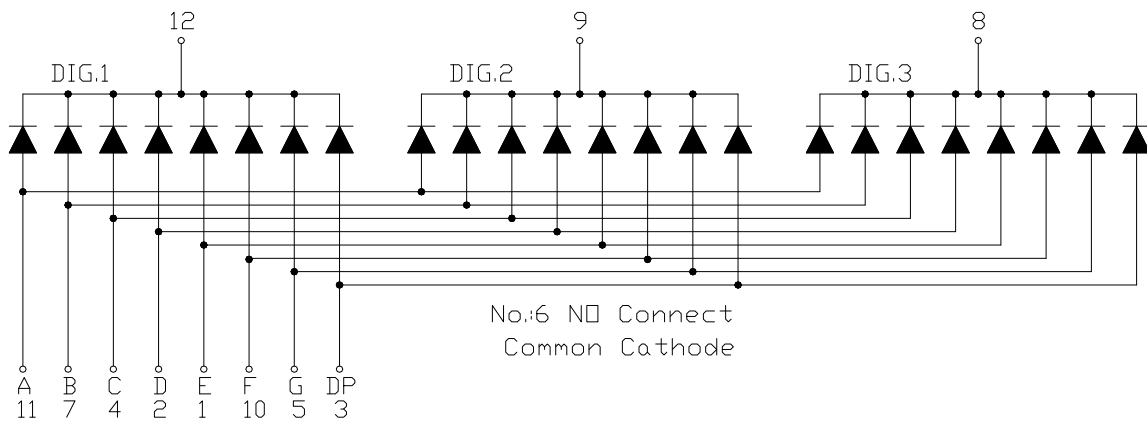 12 9 8
DIG.1 DIG.2 DIG.3
No.:6 NO Connect
Common Cathode
A B C D E F G DP
11 7 4 2 1 10 5 3